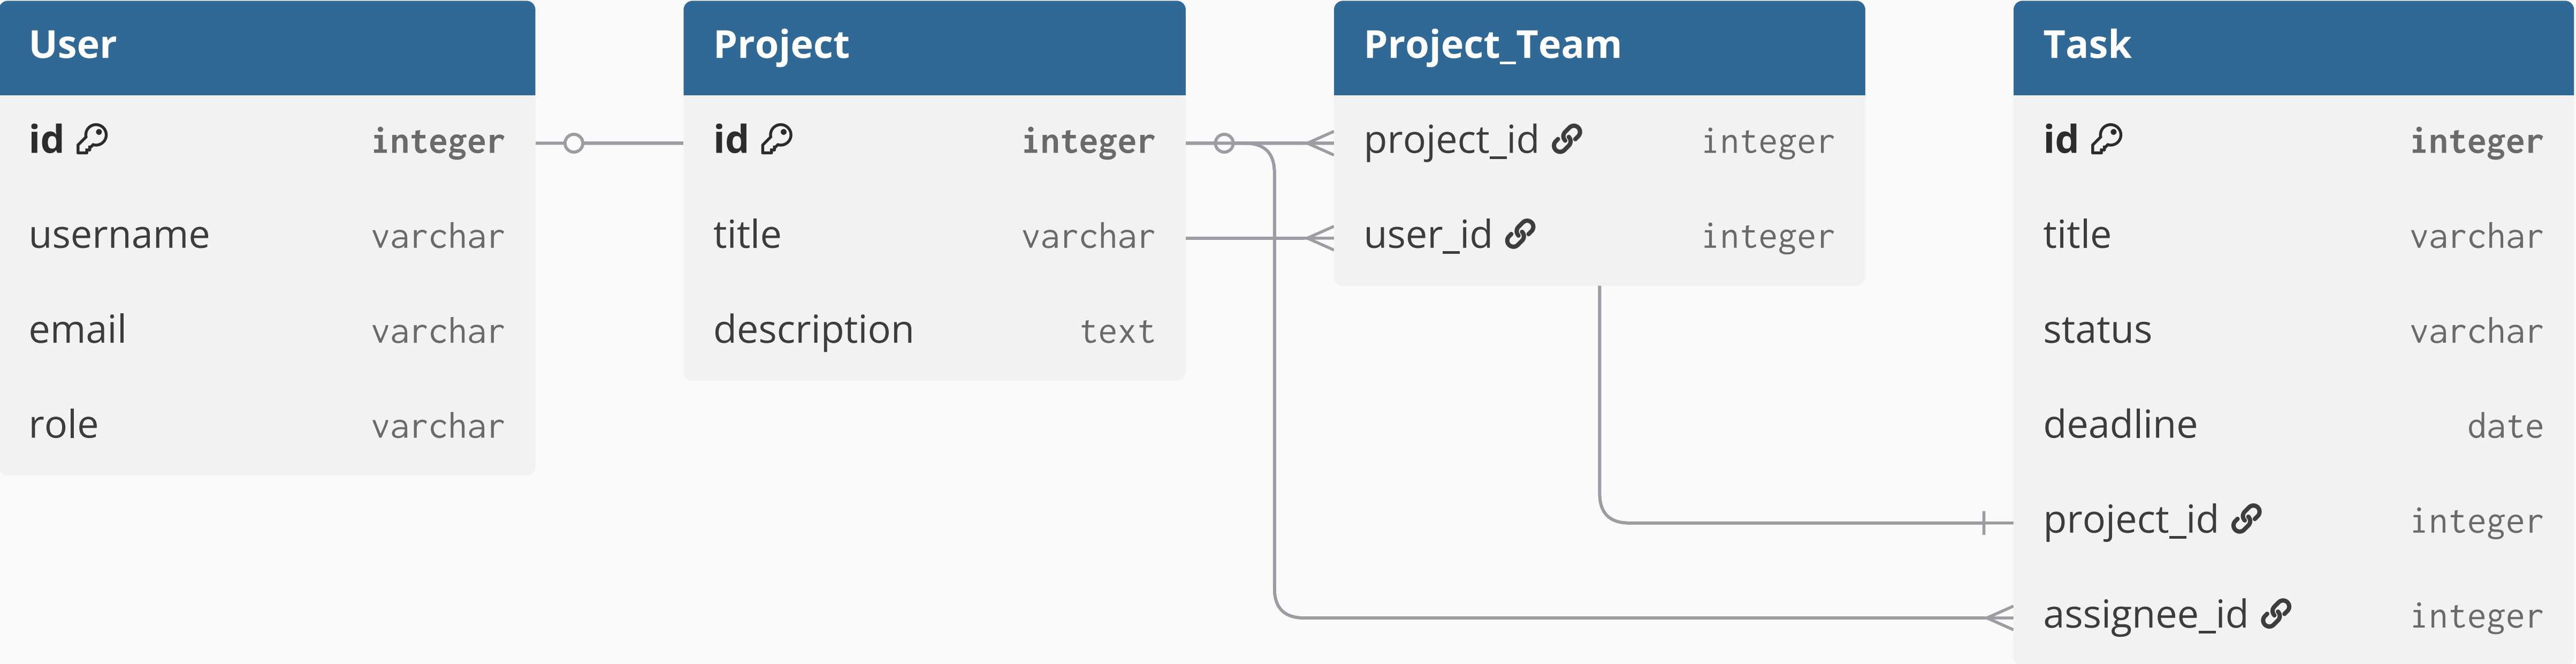 User
id integer
username varchar
email varchar
role varchar
Project
id integer
title varchar
description text
Project_Team
project_id integer
user_id integer
Task
id integer
title varchar
status varchar
deadline date
project_id integer
assignee_id integer